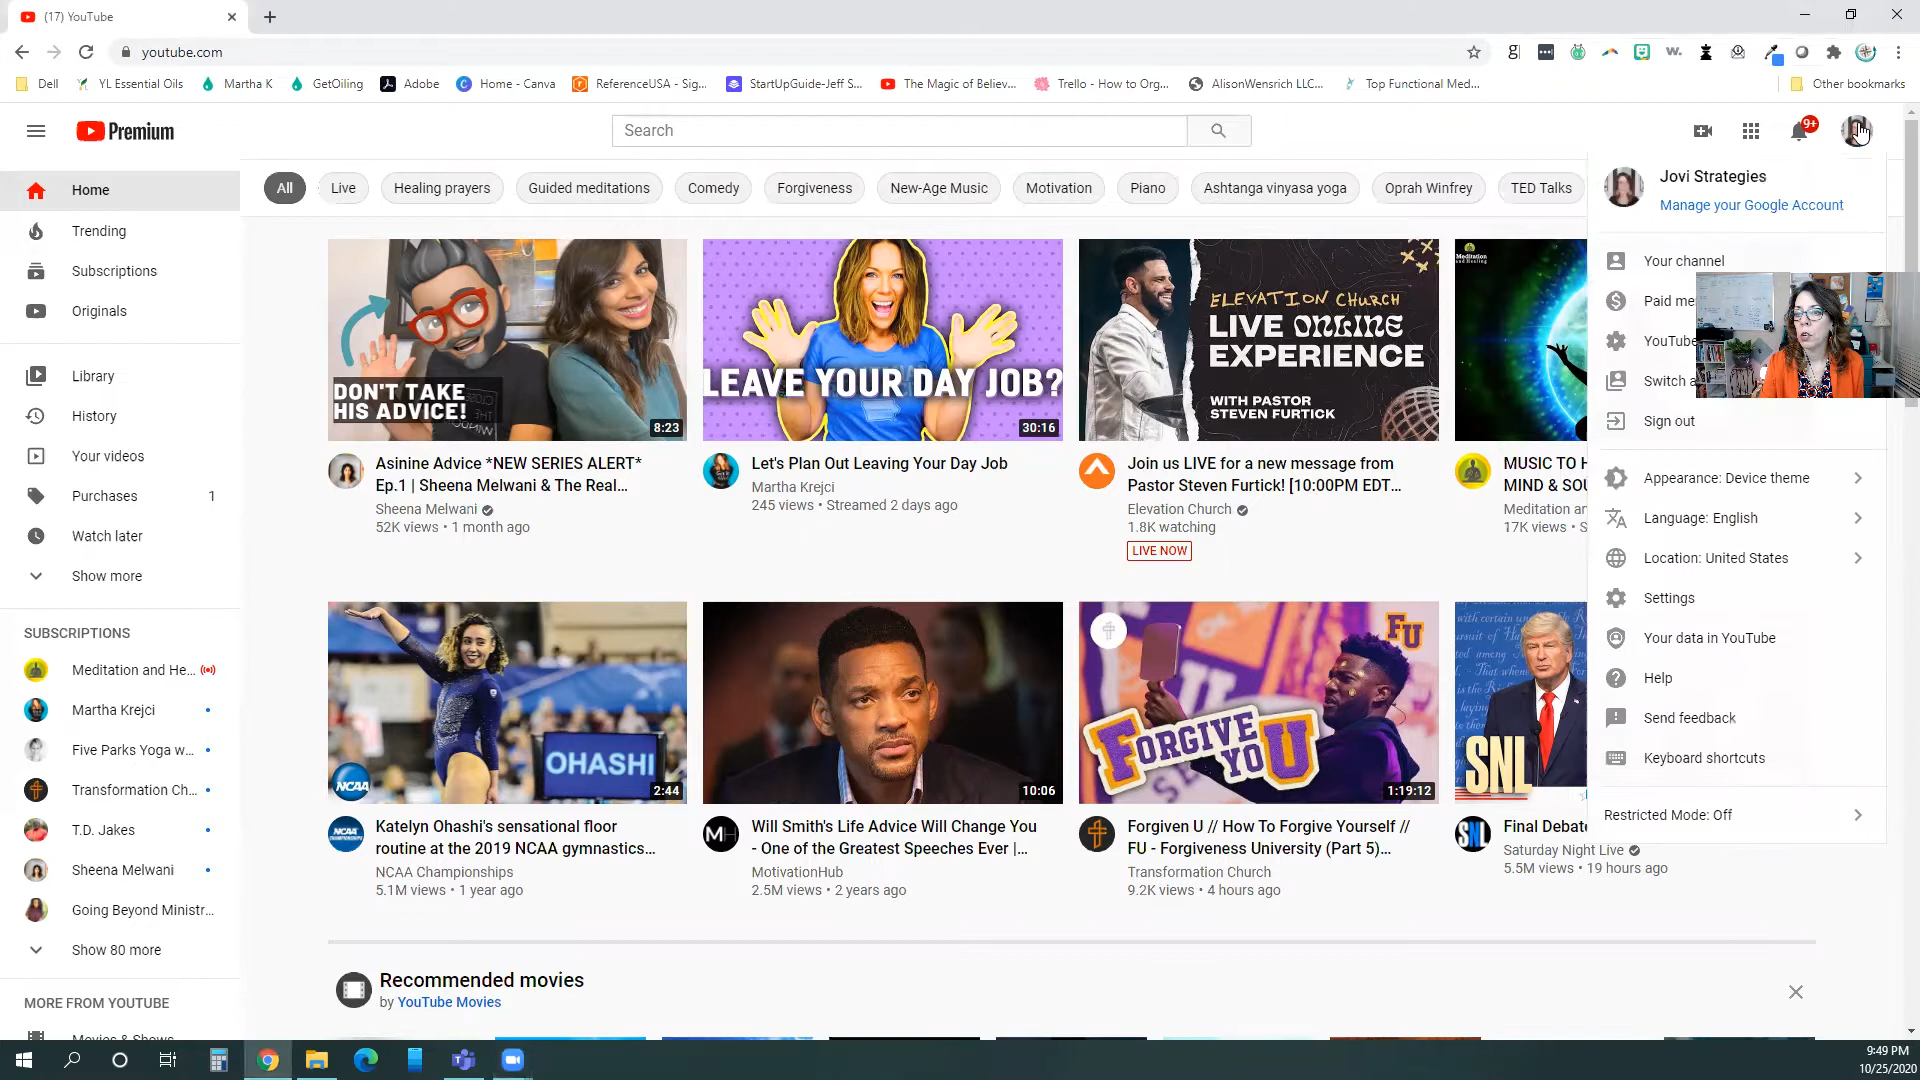 (17) YouTube
youtube.com
Dell
YL Essential Oils
Martha K
GetOiling
Adobe
Home - Canva
ReferenceUSA - Sig...
StartUpGuide-Jeff S...
The Magic of Believ...
Trello - How to Org...
AlisonWensrich LLC...
Top Functional Med...
Other bookmarks
Premium
Search
9+
Home
Trending
Subscriptions
Originals
Library
History
Your videos
Purchases 1
Watch later
Show more
SUBSCRIPTIONS
Meditation and He...
Martha Krejci
Five Parks Yoga w...
Transformation Ch...
T.D. Jakes
Sheena Melwani
Going Beyond Ministr...
Show 80 more
MORE FROM YOUTUBE
Movies & Shows
All
Live
Healing prayers
Guided meditations
Comedy
Forgiveness
New-Age Music
Motivation
Piano
Ashtanga vinyasa yoga
Oprah Winfrey
TED Talks
DON'T TAKE
HIS ADVICE!
8:23
Asinine Advice *NEW SERIES ALERT*
Ep.1 | Sheena Melwani & The Real...
Sheena Melwani
52K views • 1 month ago
LEAVE YOUR DAY JOB?
30:16
Let's Plan Out Leaving Your Day Job
Martha Krejci
245 views • Streamed 2 days ago
ELEVATION CHURCH
LIVE ONLINE
EXPERIENCE
WITH PASTOR
STEVEN FURTICK
Join us LIVE for a new message from
Pastor Steven Furtick! [10:00PM EDT...
Elevation Church
1.8K watching
LIVE NOW
Meditation
and Healing
MUSIC TO H
MIND & SOU
Meditation an
17K views • S
OHASHI
NCAA
2:44
Katelyn Ohashi's sensational floor
routine at the 2019 NCAA gymnastics...
NCAA Championships
5.1M views • 1 year ago
10:06
MH
Will Smith's Life Advice Will Change You
- One of the Greatest Speeches Ever |...
MotivationHub
2.5M views • 2 years ago
FU
FORGIVE
YOU
1:19:12
Forgiven U // How To Forgive Yourself //
FU - Forgiveness University (Part 5)...
Transformation Church
9.2K views • 4 hours ago
SNL
Final Debate
Saturday Night Live
5.5M views • 19 hours ago
Recommended movies
by YouTube Movies
Jovi Strategies
Manage your Google Account
Your channel
Paid me
YouTube
Switch a
Sign out
Appearance: Device theme
Language: English
Location: United States
Settings
Your data in YouTube
Help
Send feedback
Keyboard shortcuts
Restricted Mode: Off
9:49 PM
10/25/2020